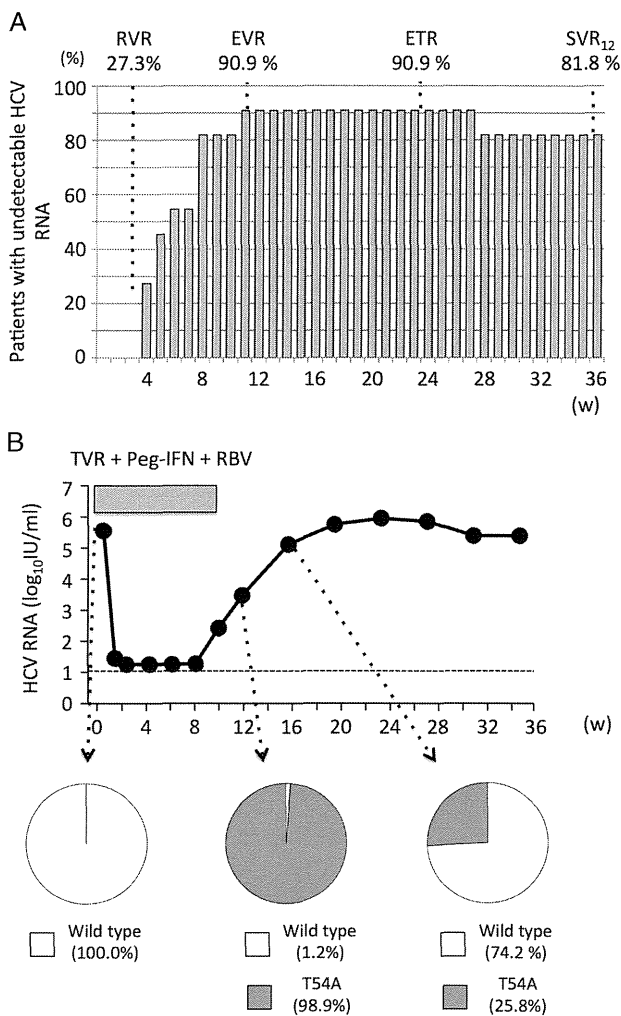 A
RVR EVR ETR SVR12
(%) 27.3% 90.9 % 90.9 % 81.8 %
Patients with undetectable HCV
RNA
100
80
60
40
20
0
4 8 12 16 20 24 28 32 36
(w)
B
TVR + Peg-IFN + RBV
HCV RNA (log10IU/ml)
7
6
5
4
3
2
1
0
0 4 8 12 16 20 24 28 32 36 (w)
Wild type
(100.0%)
Wild type
(1.2%)
T54A
(98.9%)
Wild type
(74.2 %)
T54A
(25.8%)